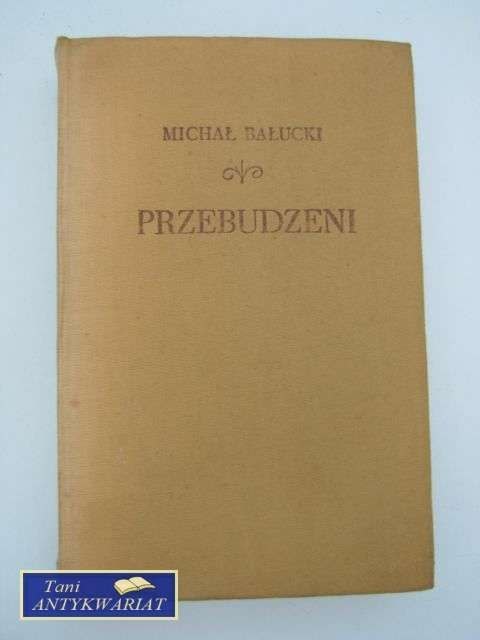 MICHAŁ BAŁUCKI
PRZEBUDZENI
Tani
ANTYKWARIAT